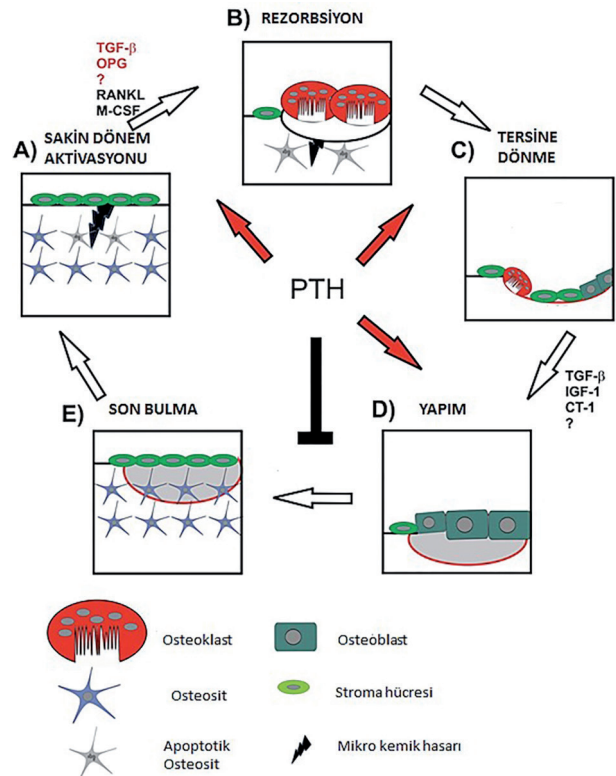 TGF-β
OPG
?
RANKL
M-CSF
B) REZORBSİYON
A) SAKİN DÖNEM
AKTİVASYONU
C) TERSİNE
DÖNME
PTH
TGF-β
IGF-1
CT-1
?
D) YAPIM
E) SON BULMA
Osteoklast
Osteoblast
Osteosit
Stroma hücresi
Apoptotik
Osteosit
Mikro kemik hasarı